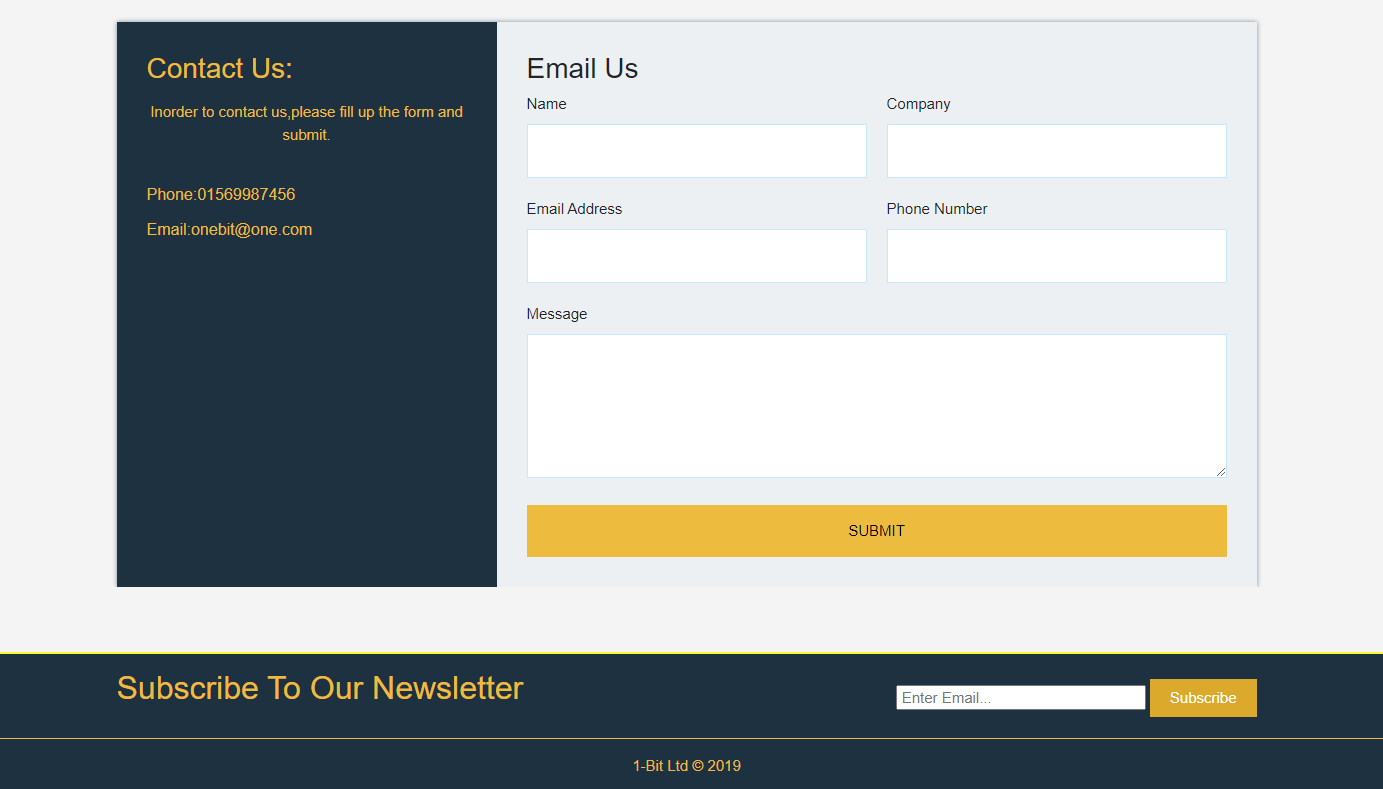 Contact Us:
Inorder to contact us,please fill up the form and
submit.
Phone:01569987456
Email:onebit@one.com
Email Us
Name
Company
Email Address
Phone Number
Message
SUBMIT
Subscribe To Our Newsletter
Enter Email...
Subscribe
1-Bit Ltd © 2019